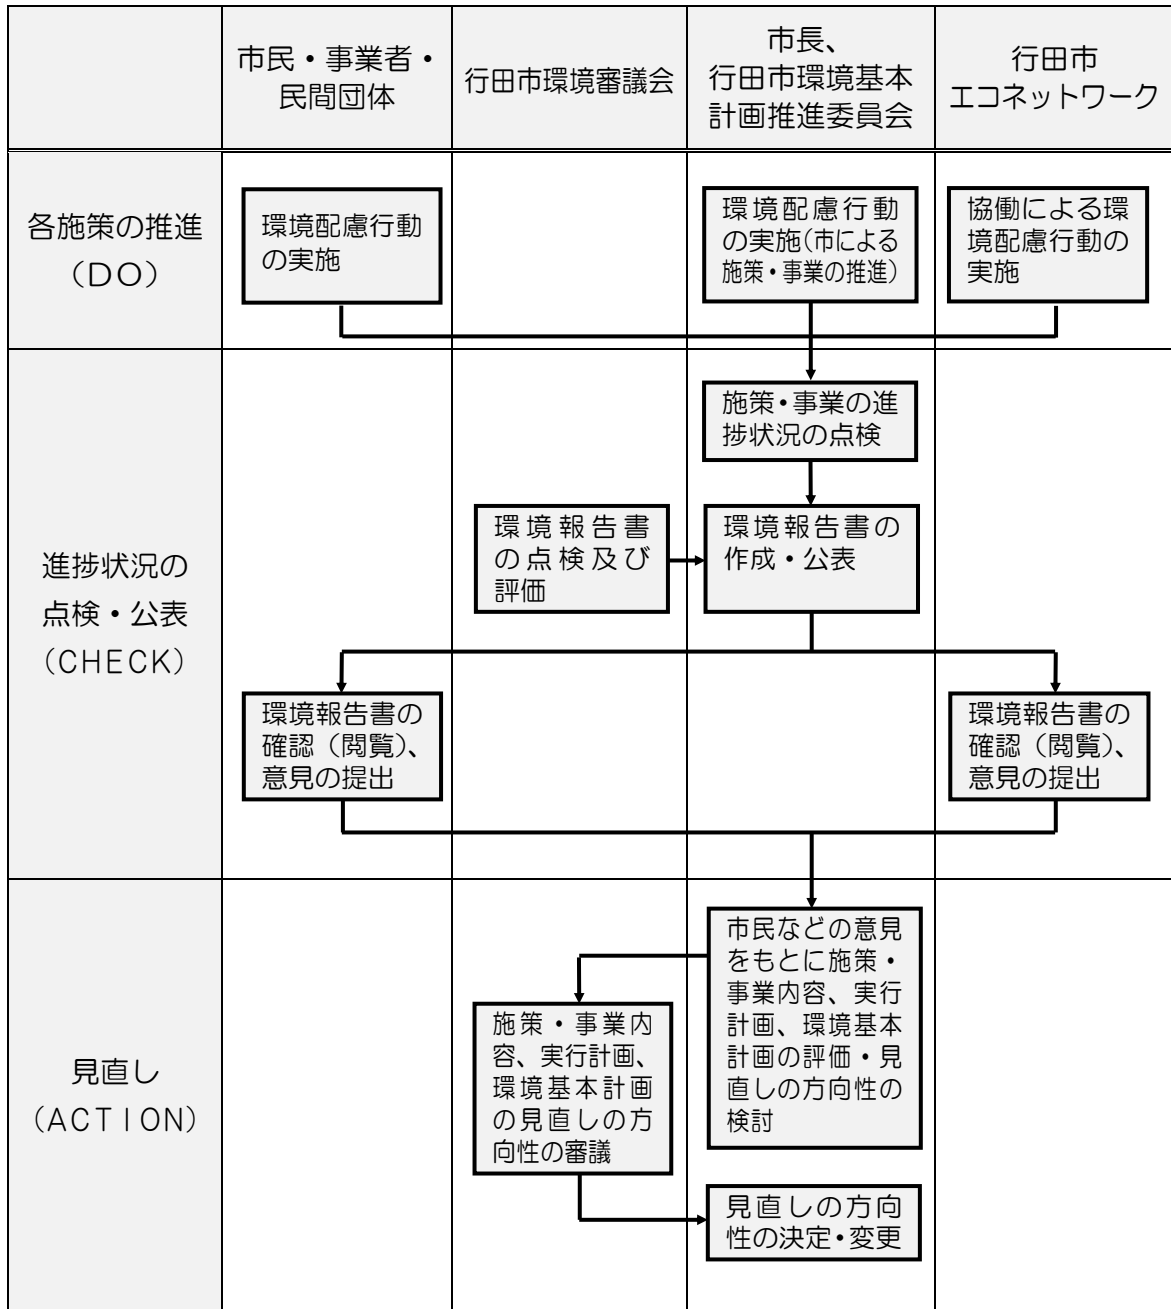 市民・事業者・
民間団体
行田市環境審議会
市長、
行田市環境基本
計画推進委員会
行田市
エコネットワーク
各施策の推進
（ＤＯ）
環境配慮行動
の実施
環境配慮行動
の実施(市による
施策・事業の推進)
協働による環
境配慮行動の
実施
進捗状況の
点検・公表
（ＣＨＥＣＫ）
施策・事業の進
捗状況の点検
環境報告書
の点検及び
評価
環境報告書の
作成・公表
環境報告書の
確認（閲覧）、
意見の提出
環境報告書の
確認（閲覧）、
意見の提出
見直し
（ＡＣＴＩＯＮ）
市民などの意見
をもとに施策・
事業内容、実行
計画、環境基本
計画の評価・見
直しの方向性の
検討
施策・事業内
容、実行計画、
環境基本計画
の見直しの方
向性の審議
見直しの方向
性の決定・変更